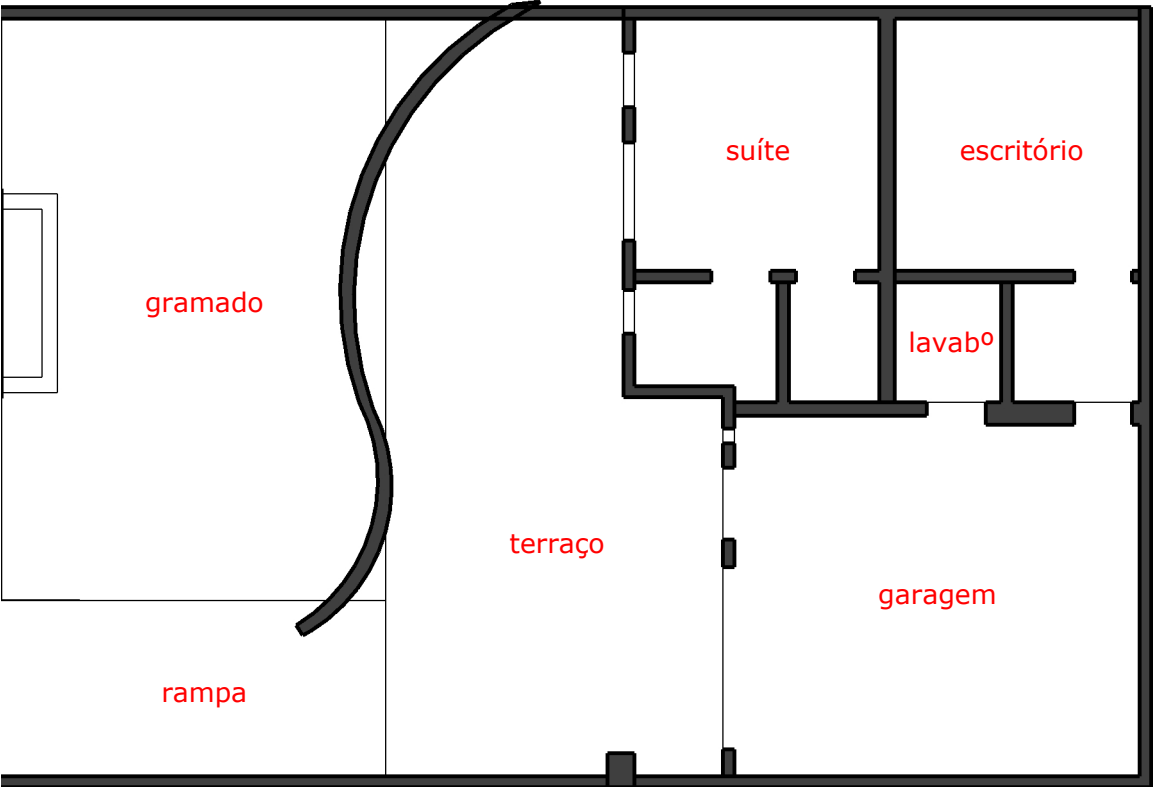 suíte
escritório
gramado
lavabº
terraço
garagem
rampa